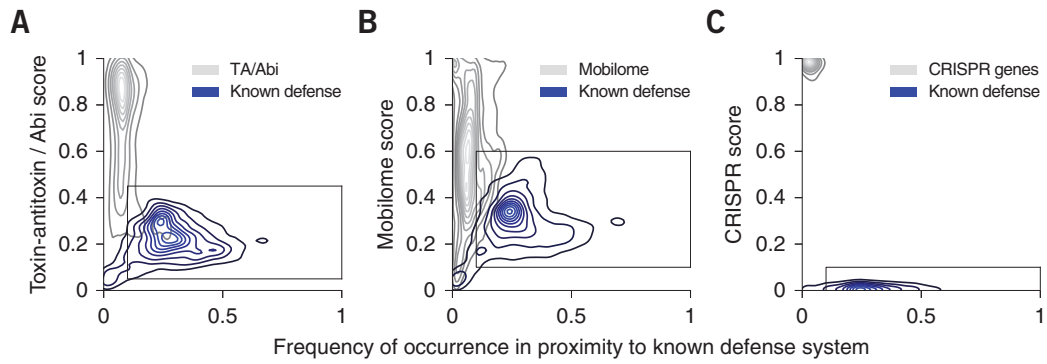 A
Toxin-antitoxin / Abi score
1
0.8
0.6
0.4
0.2
0
TA/Abi
Known defense
0
0.5
1
B
Mobilome score
1
0.8
0.6
0.4
0.2
0
Mobilome
Known defense
0
0.5
1
C
CRISPR score
1
0.8
0.6
0.4
0.2
0
CRISPR genes
Known defense
0
0.5
1
Frequency of occurrence in proximity to known defense system